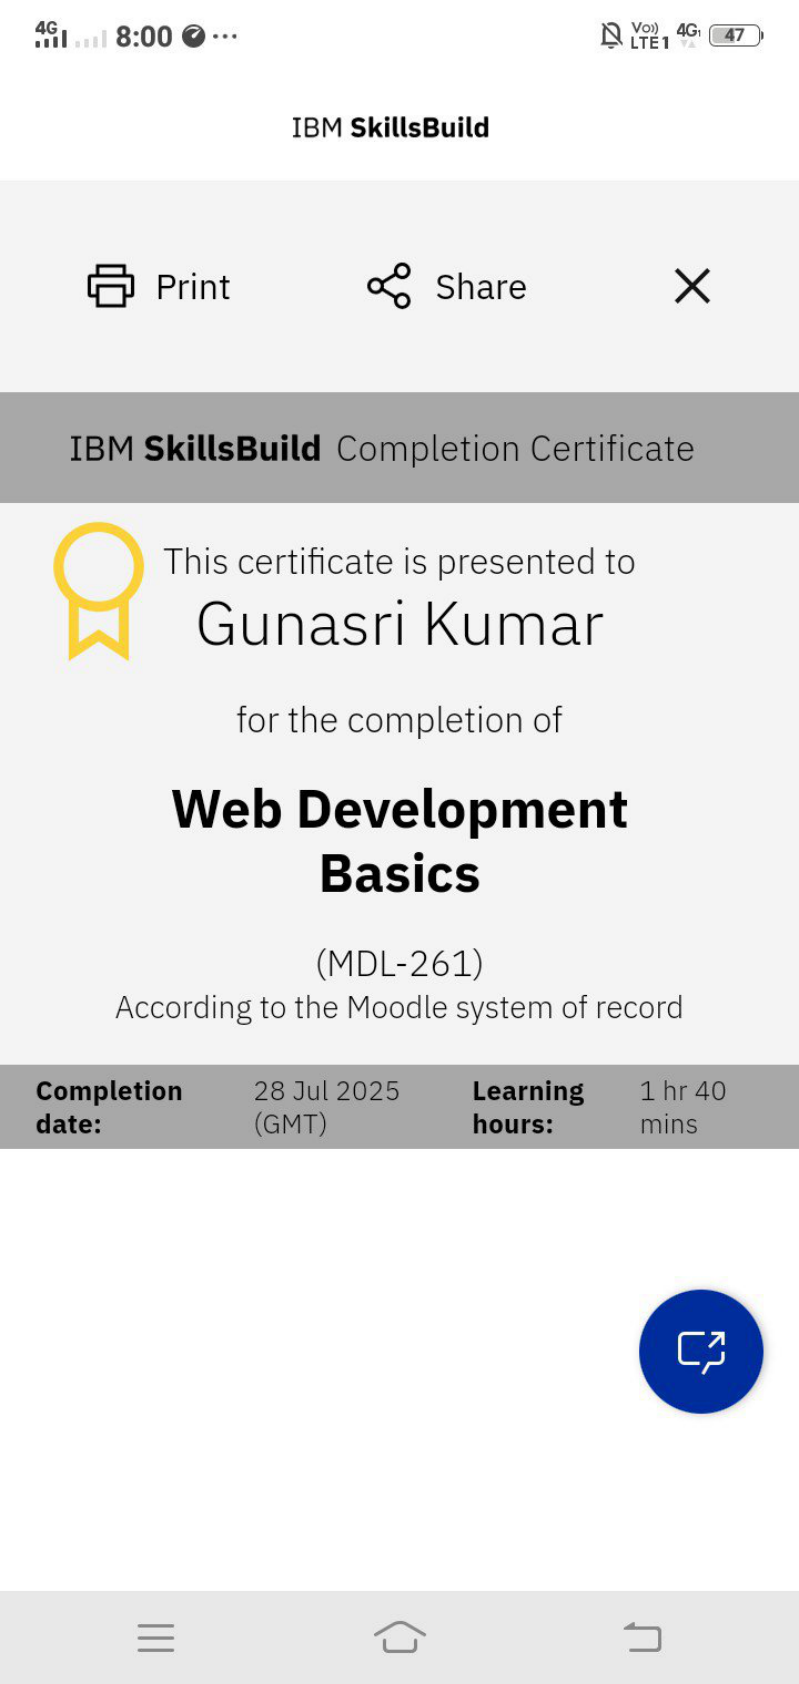 4G 8:00 ... Vo)) LTE1 4G 47
IBM SkillsBuild
Print Share
IBM SkillsBuild Completion Certificate
This certificate is presented to
Gunasri Kumar
for the completion of
Web Development
Basics
(MDL-261)
According to the Moodle system of record
Completion date: 28 Jul 2025 (GMT) Learning hours: 1 hr 40 mins